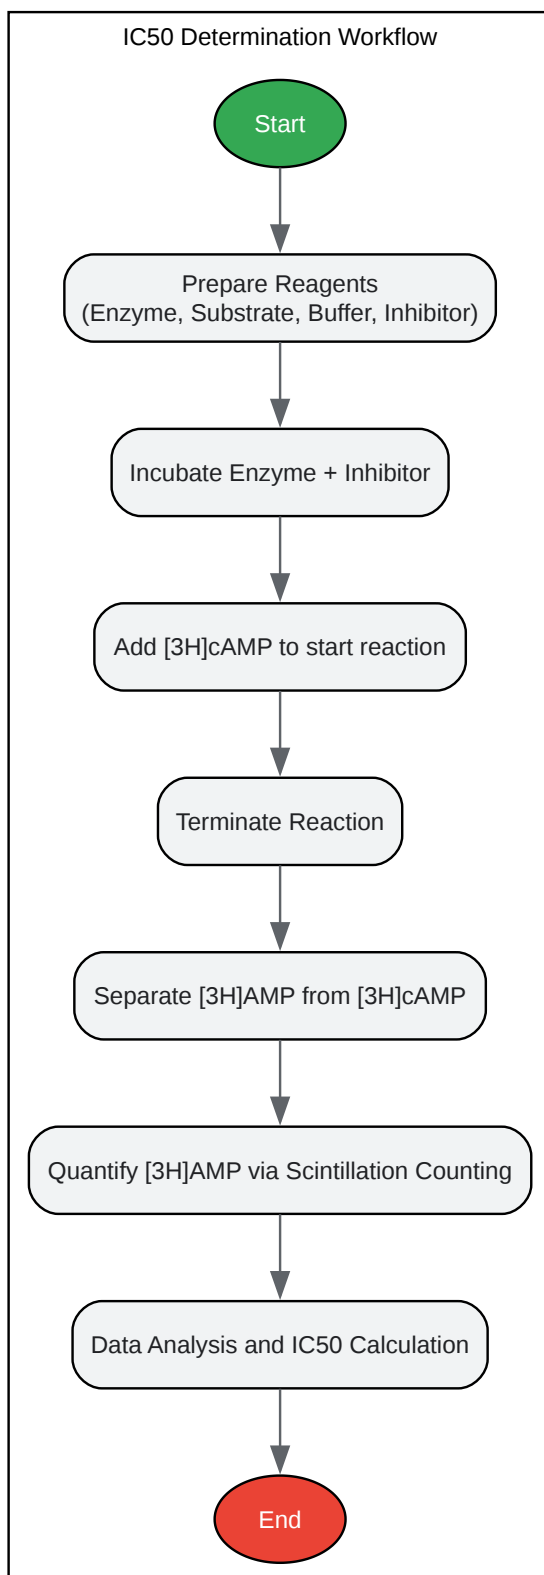 IC50 Determination Workflow
Start
Prepare Reagents
(Enzyme, Substrate, Buffer, Inhibitor)
Incubate Enzyme + Inhibitor
Add [3H]cAMP to start reaction
Terminate Reaction
Separate [3H]AMP from [3H]cAMP
Quantify [3H]AMP via Scintillation Counting
Data Analysis and IC50 Calculation
End